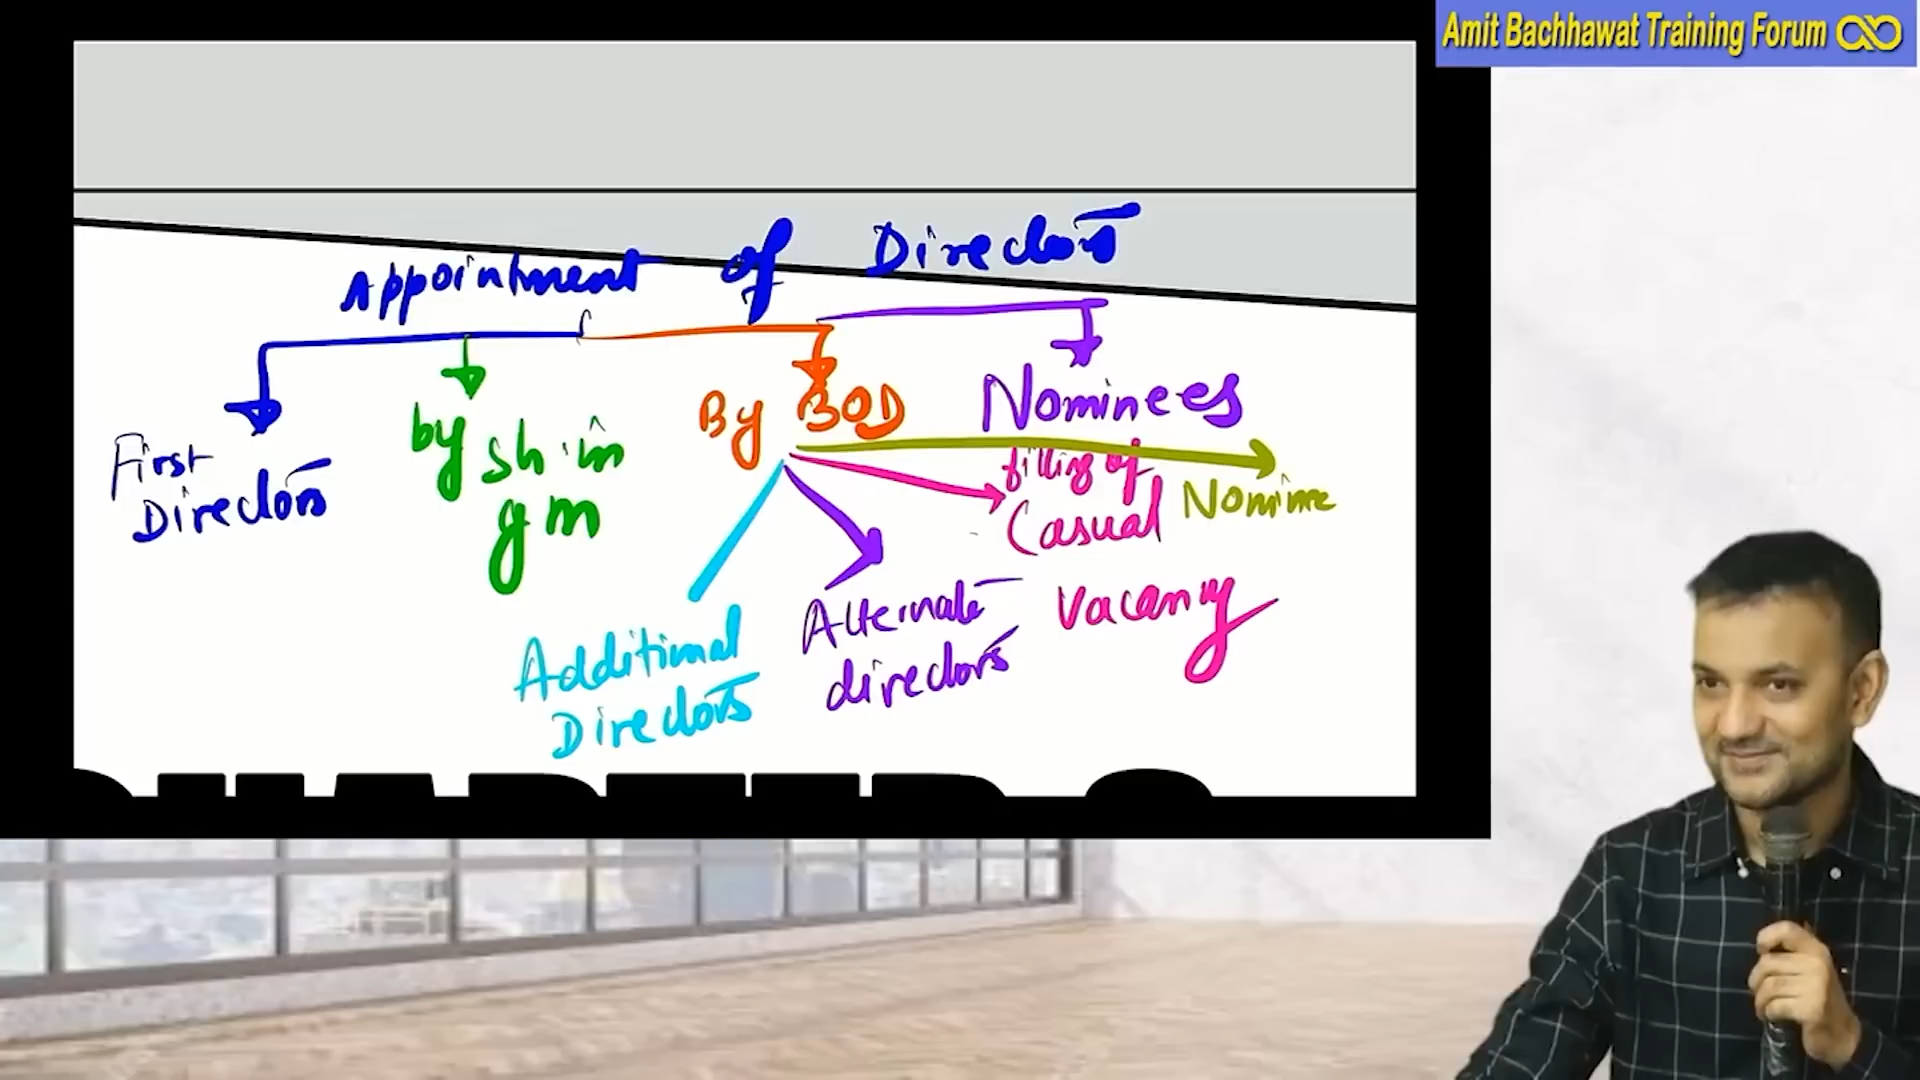 Amit Bachhawat Training Forum
Appointment of Directors
First
Directors
by sh. in
gm
By BOD
Nominees
filling of
Casual
Vacancy
Nominee
Additional
Directors
Alternate
directors